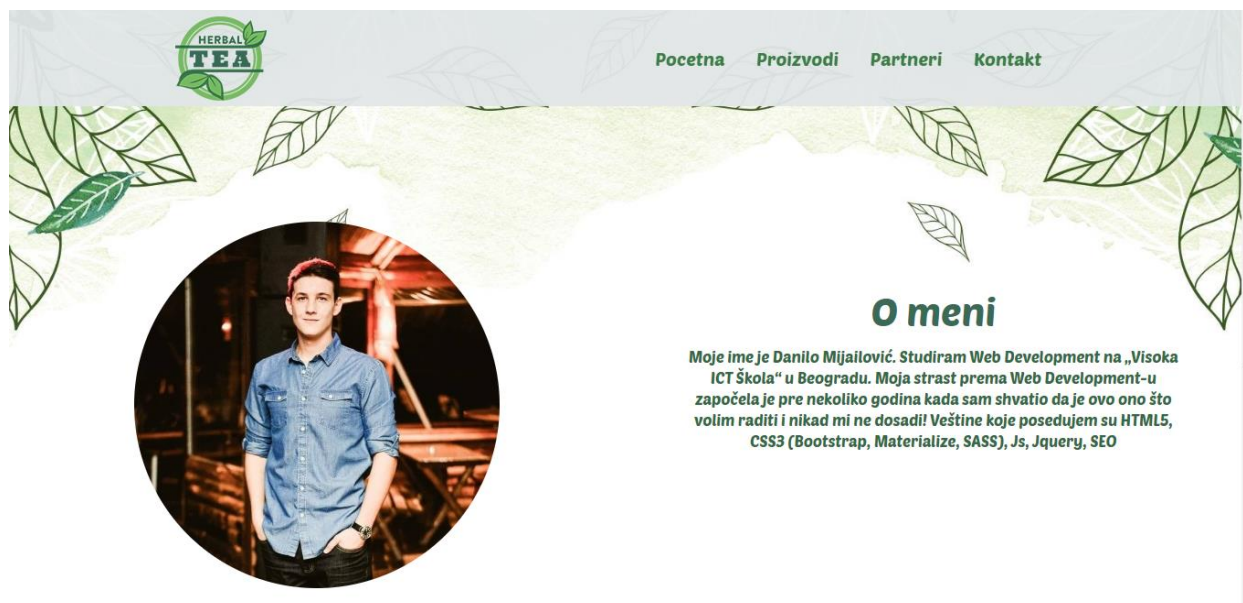 HERBAL
TEA
Pocetna Proizvodi Partneri Kontakt
O meni
Moje ime je Danilo Mijailović. Studiram Web Development na „Visoka
ICT Škola“ u Beogradu. Moja strast prema Web Development-u
započela je pre nekoliko godina kada sam shvatio da je ovo ono što
volim raditi i nikad mi ne dosadi! Veštine koje posedujem su HTML5,
CSS3 (Bootstrap, Materialize, SASS), Js, Jquery, SEO